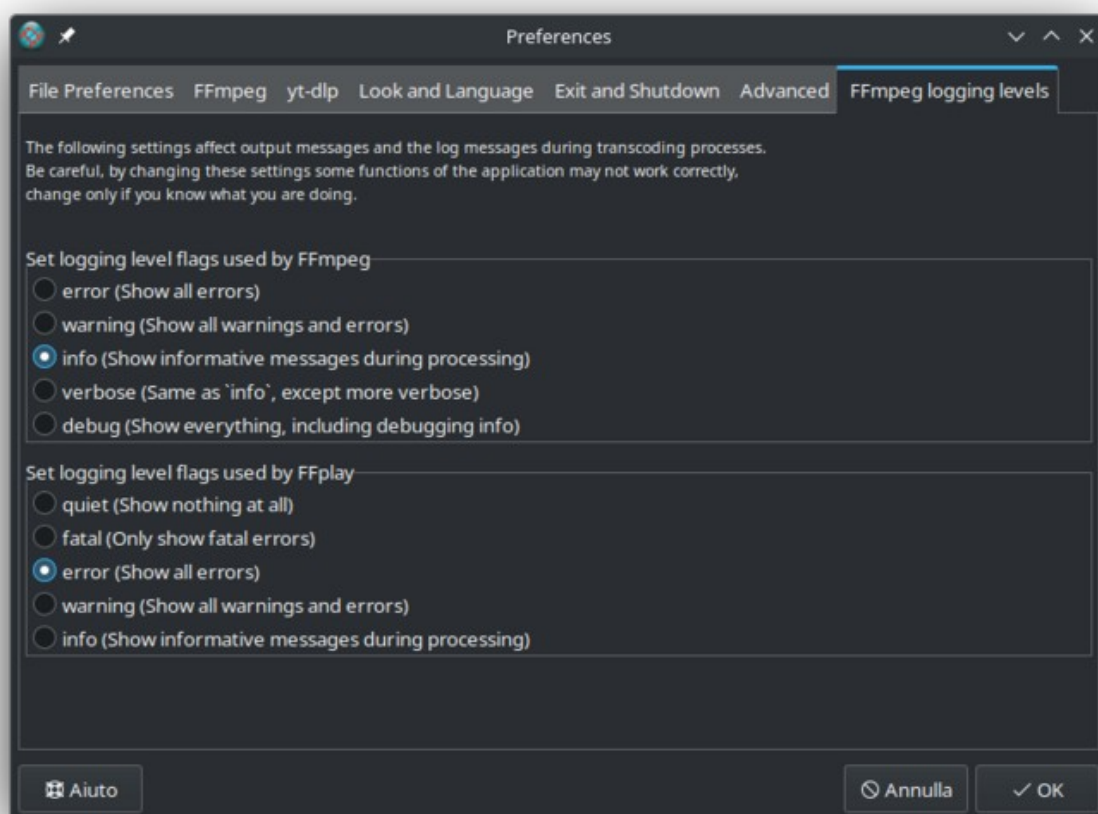 Preferences
File Preferences FFmpeg yt-dlp Look and Language Exit and Shutdown Advanced FFmpeg logging levels
The following settings affect output messages and the log messages during transcoding processes.
Be careful, by changing these settings some functions of the application may not work correctly,
change only if you know what you are doing.
Set logging level flags used by FFmpeg
error (Show all errors)
warning (Show all warnings and errors)
info (Show informative messages during processing)
verbose (Same as `info`, except more verbose)
debug (Show everything, including debugging info)
Set logging level flags used by FFplay
quiet (Show nothing at all)
fatal (Only show fatal errors)
error (Show all errors)
warning (Show all warnings and errors)
info (Show informative messages during processing)
Aiuto Annulla OK